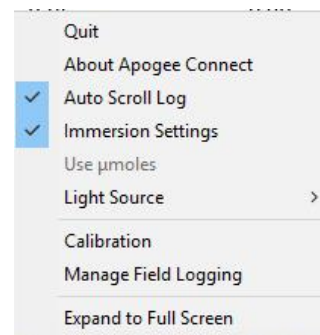 Quit
About Apogee Connect
Auto Scroll Log
Immersion Settings
Use µmoles
Light Source
Calibration
Manage Field Logging
Expand to Full Screen